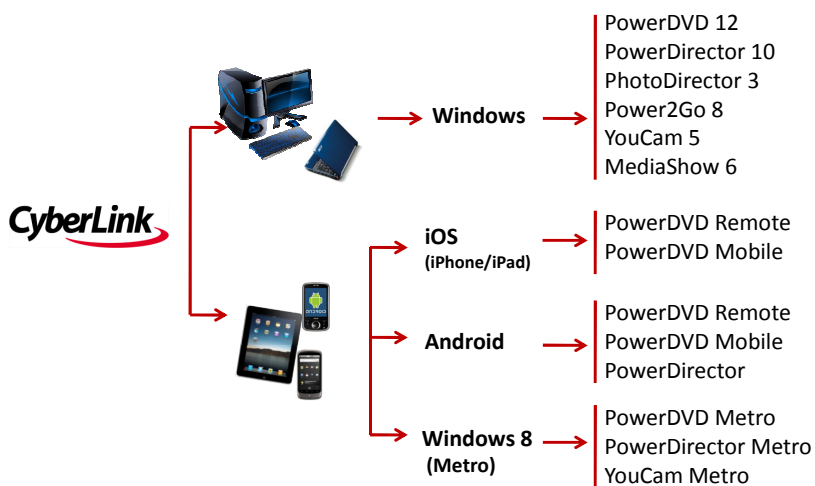 CyberLink
Windows
PowerDVD 12
PowerDirector 10
PhotoDirector 3
Power2Go 8
YouCam 5
MediaShow 6
iOS
(iPhone/iPad)
PowerDVD Remote
PowerDVD Mobile
Android
PowerDVD Remote
PowerDVD Mobile
PowerDirector
Windows 8
(Metro)
PowerDVD Metro
PowerDirector Metro
YouCam Metro
ANDROID